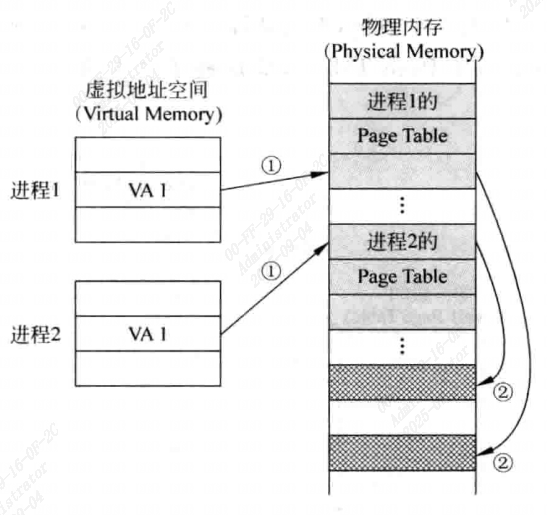 物理内存
(Physical Memory)
虚拟地址空间
(Virtual Memory)
进程1
VA 1
①
进程1的
Page Table
⋮
进程2
VA 1
①
进程2的
Page Table
⋮
②
②